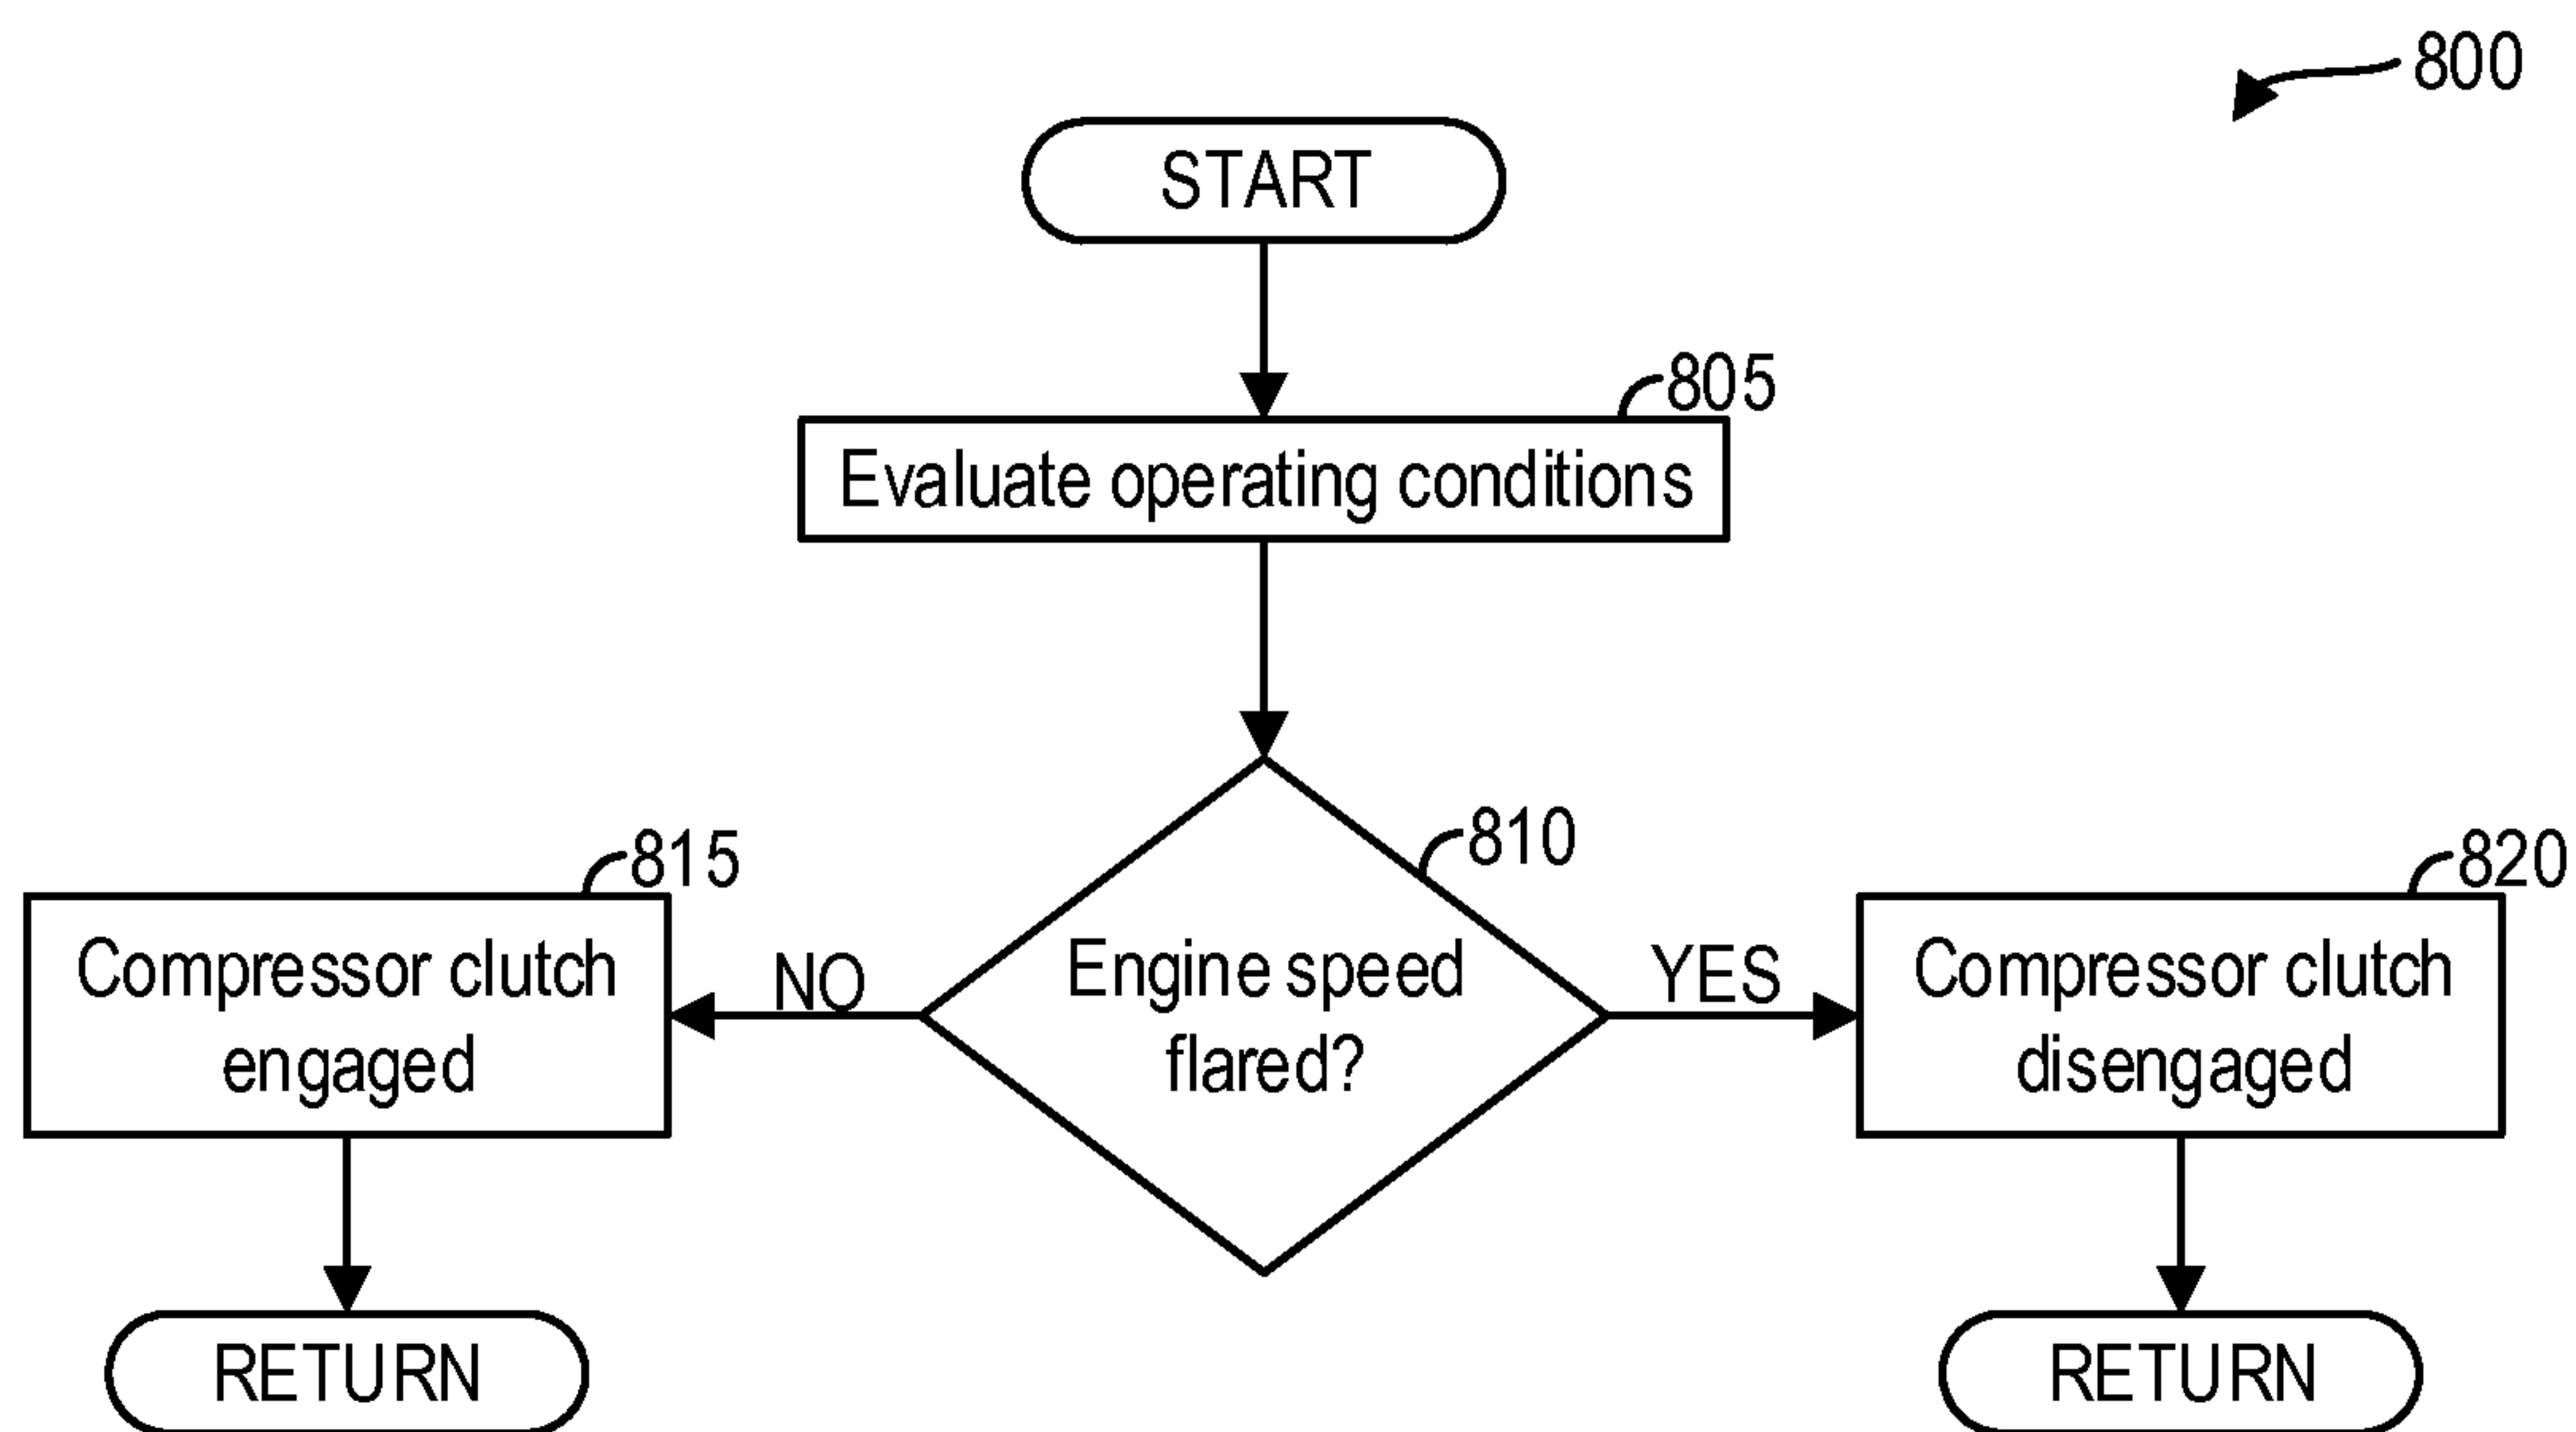 800
START
805
Evaluate operating conditions
810
Engine speed
flared?
NO
YES
815
Compressor clutch
engaged
820
Compressor clutch
disengaged
RETURN
RETURN